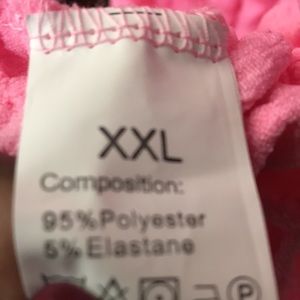 XXL
Composition:
95%Polyester
5%Elastane
P